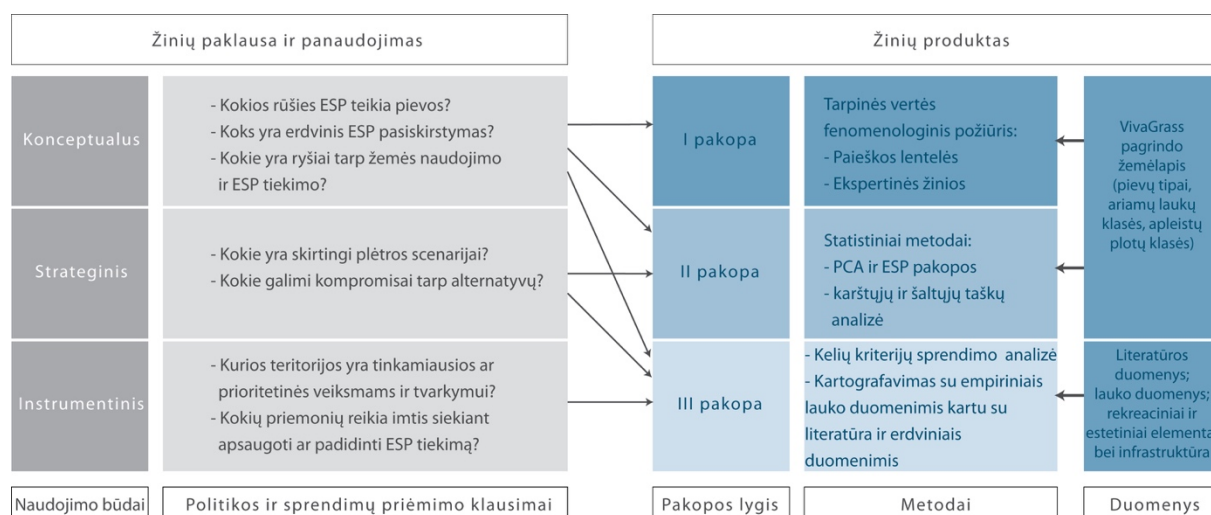 Žinių paklausa ir panaudojimas
Žinių produktas
Konceptualus
- Kokios rūšies ESP teikia pievos?
- Koks yra erdvinis ESP pasiskirstymas?
- Kokie yra ryšiai tarp žemės naudojimo
ir ESP tiekimo?
I pakopa
Tarpinės vertės
fenomenologinis požiūris:
- Paieškos lentelės
- Ekspertinės žinios
VivaGrass
pagrindo
žemėlapis
(pievų tipai,
ariamų laukų
klasės, apleistų
plotų klasės)
Strateginis
- Kokie yra skirtingi plėtros scenarijai?
- Kokie galimi kompromisai tarp alternatyvų?
II pakopa
Statistiniai metodai:
- PCA ir ESP pakopos
- karštųjų ir šaltųjų taškų
analizė
Instrumentinis
- Kurios teritorijos yra tinkamiausios ar
prioritetinės veiksmams ir tvarkymui?
- Kokių priemonių reikia imtis siekiant
apsaugoti ar padidinti ESP tiekimą?
III pakopa
- Kelių kriterijų sprendimo analizė
- Kartografavimas su empiriniais
lauko duomenimis kartu su
literatūra ir erdviniais
duomenimis
Literatūros
duomenys;
lauko duomenys;
rekreaciniai ir
estetiniai elementa
bei infrastruktūra
Naudojimo būdai
Politikos ir sprendimų priėmimo klausimai
Pakopos lygis
Metodai
Duomenys